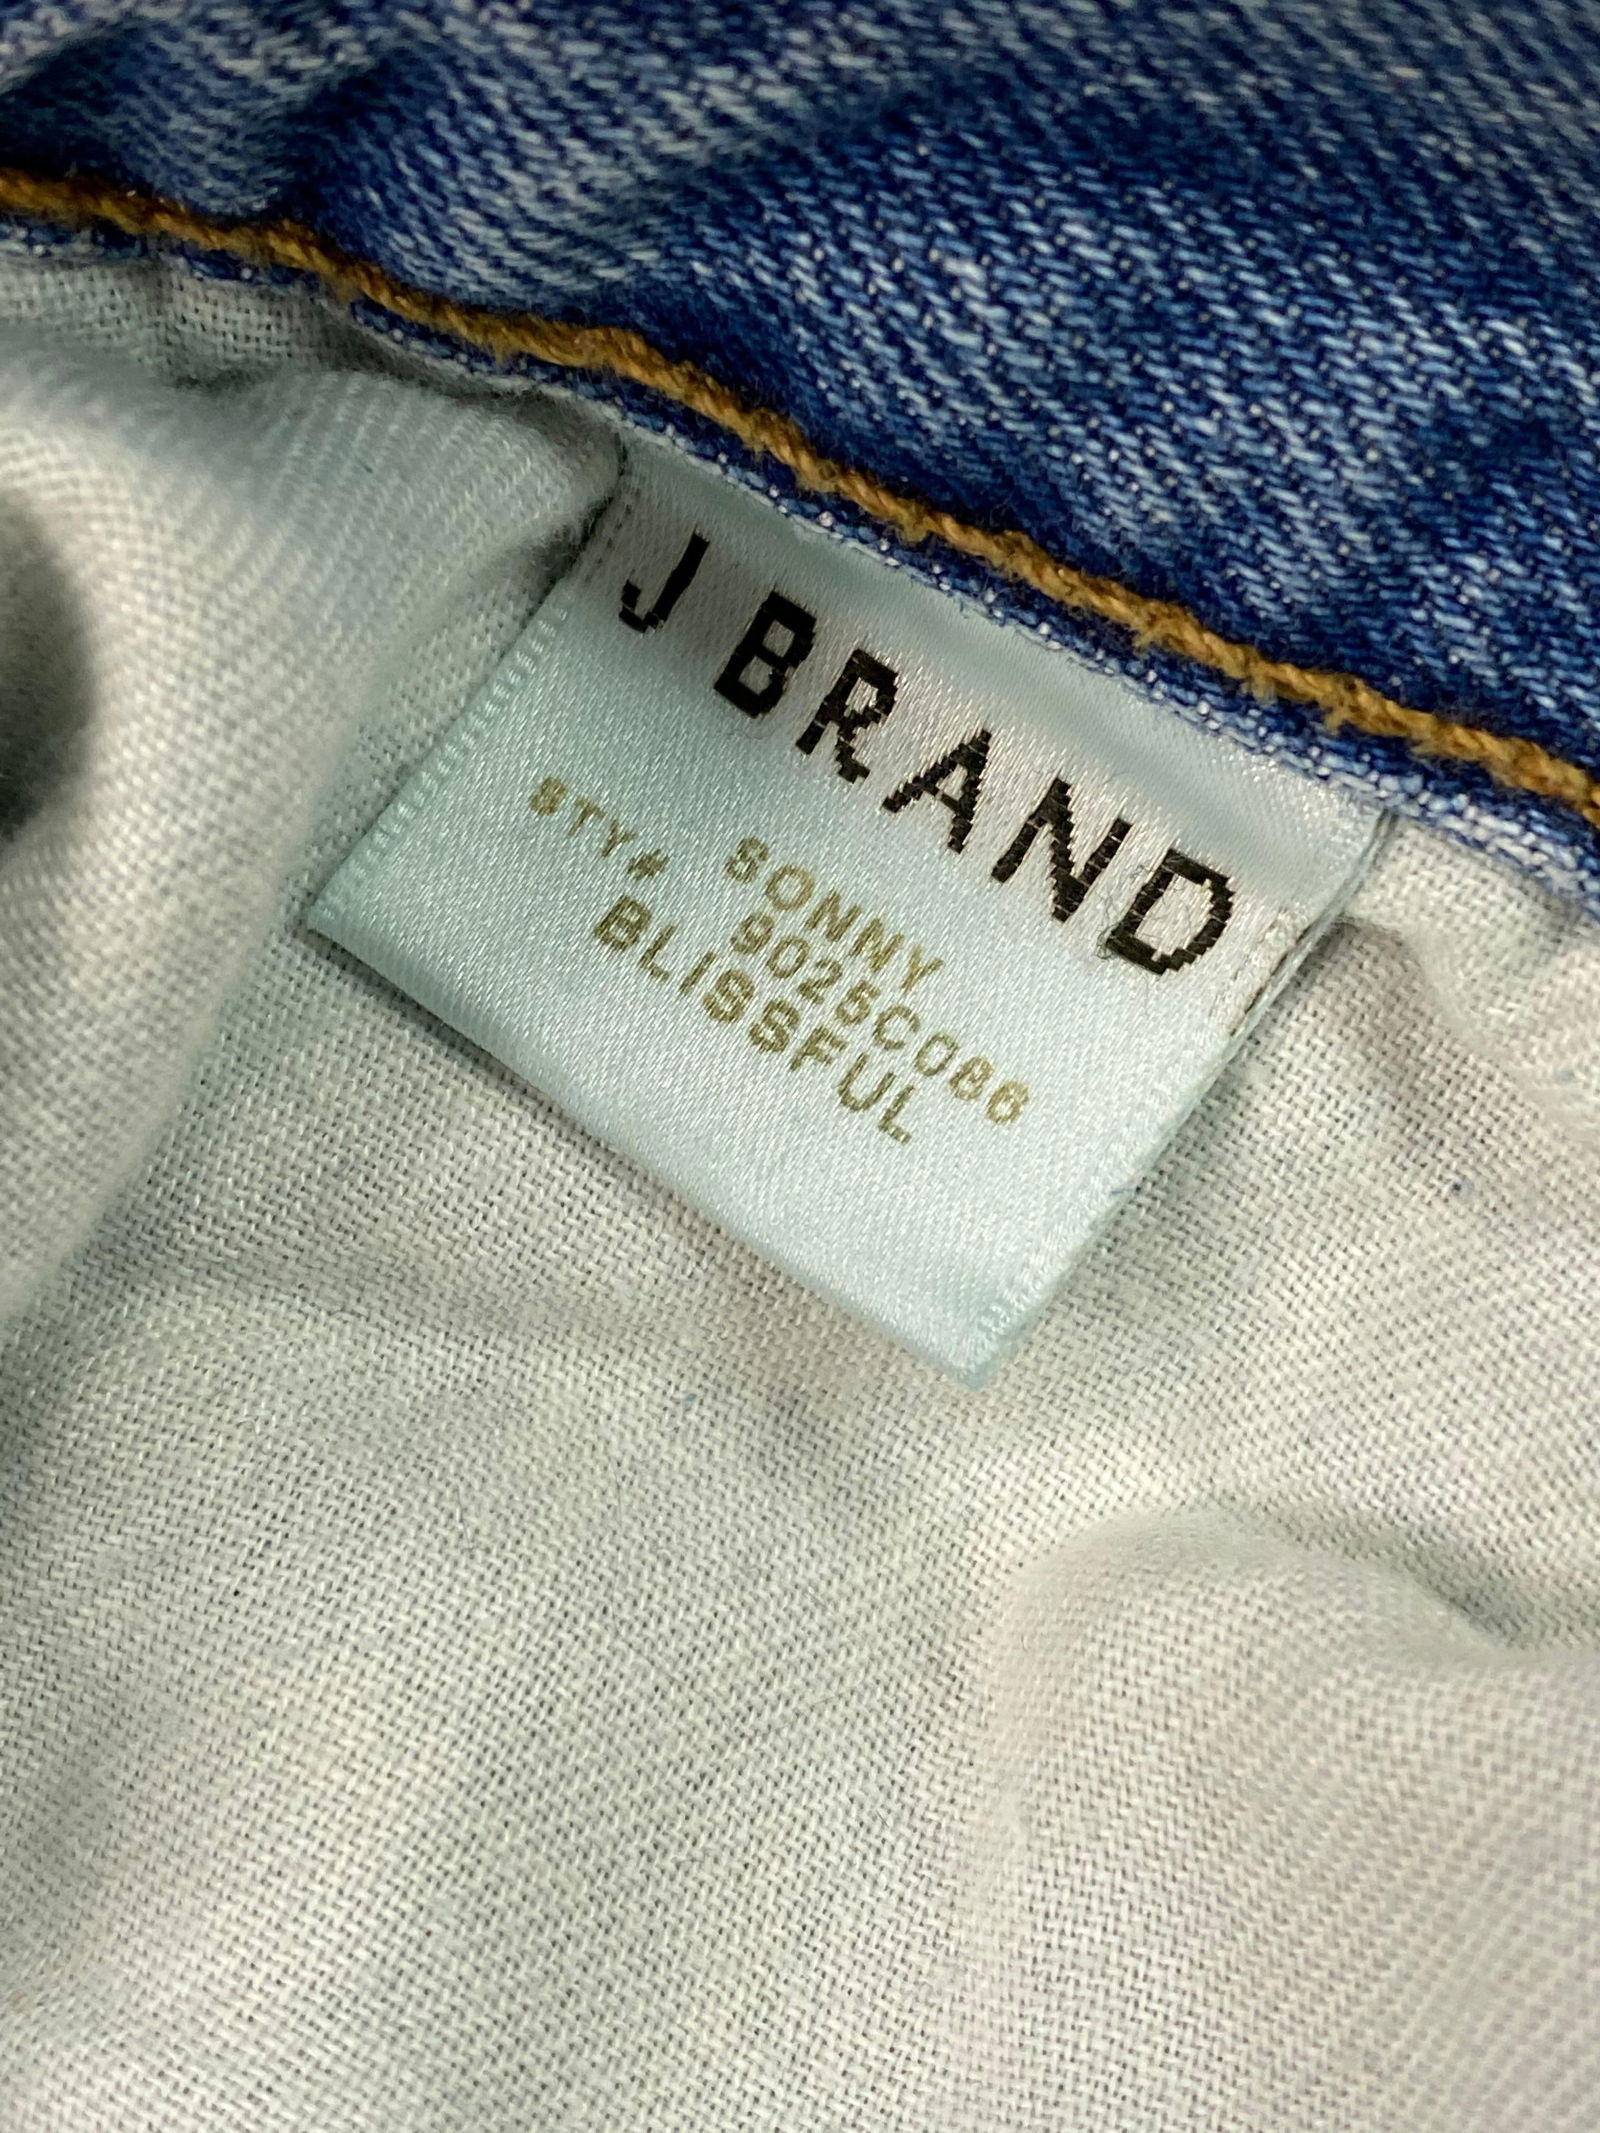 J BRAND
SONNY
STY# 9025C086
BLISSFUL